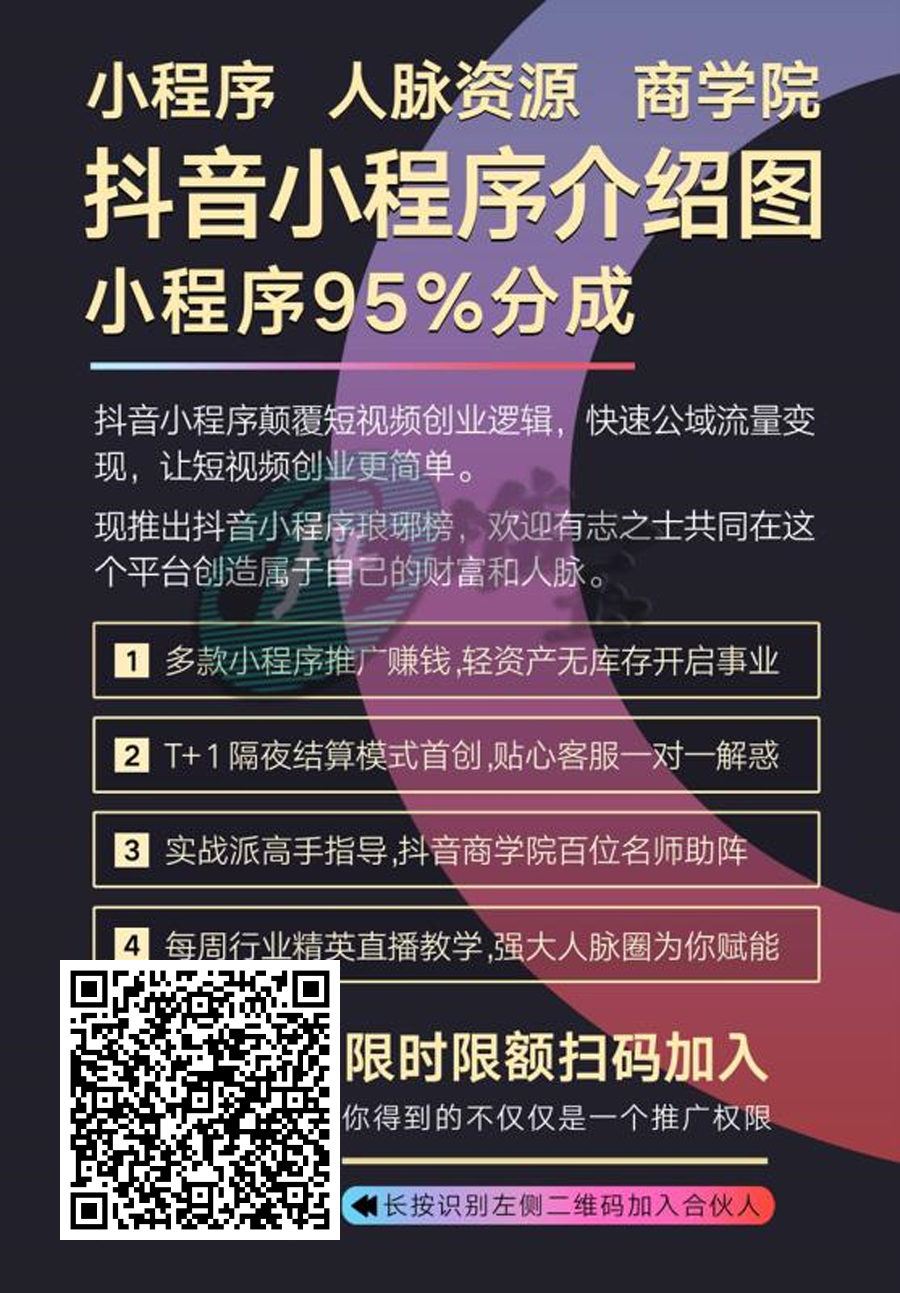 小程序 人脉资源 商学院
抖音小程序介绍图
小程序95%分成
抖音小程序颠覆短视频创业逻辑，快速公域流量变
现，让短视频创业更简单。
现推出抖音小程序琅琊榜，欢迎有志之士共同在这
个平台创造属于自己的财富和人脉。
1 多款小程序推广赚钱,轻资产无库存开启事业
2 T+1隔夜结算模式首创,贴心客服一对一解惑
3 实战派高手指导,抖音商学院百位名师助阵
4 每周行业精英直播教学,强大人脉圈为你赋能
限时限额扫码加入
你得到的不仅仅是一个推广权限
长按识别左侧二维码加入合伙人